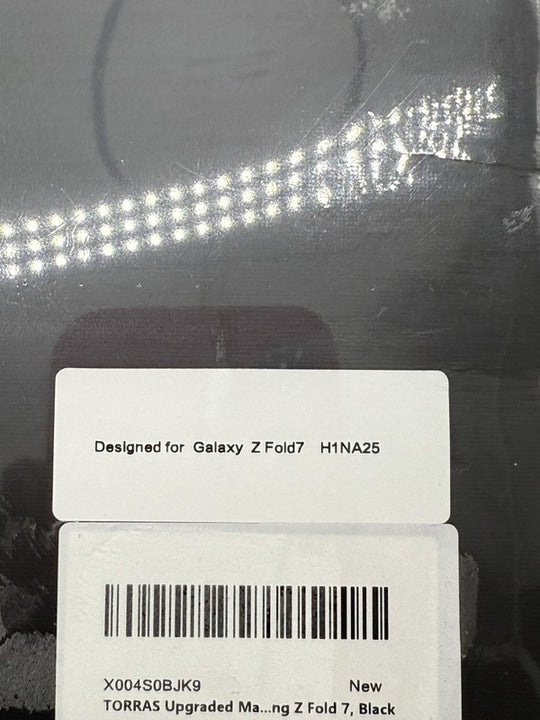 Designed for Galaxy Z Fold7 H1NA25
X004S0BJK9 New
TORRAS Upgraded Ma...ng Z Fold 7, Black